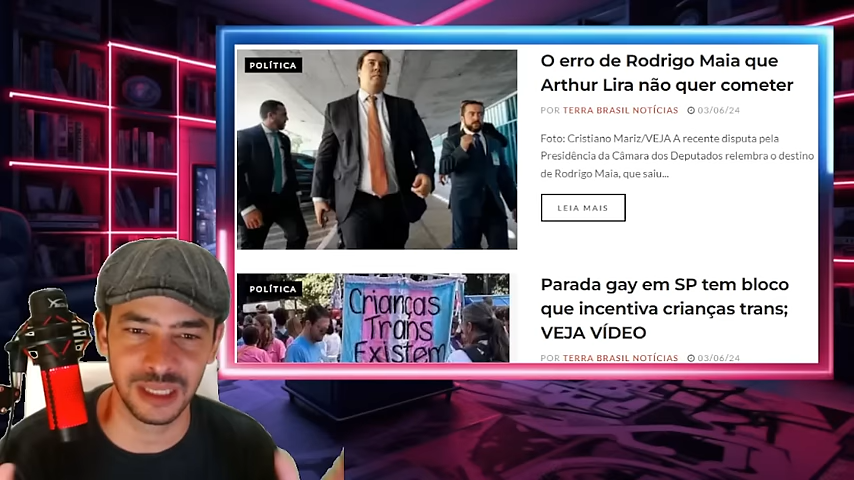 POLÍTICA
O erro de Rodrigo Maia que
Arthur Lira não quer cometer
POR TERRA BRASIL NOTÍCIAS 03/06/24
Foto: Cristiano Mariz/VEJA A recente disputa pela
Presidência da Câmara dos Deputados relembra o destino
de Rodrigo Maia, que saiu...
LEIA MAIS
POLÍTICA
Crianças
Trans
Existem
Parada gay em SP tem bloco
que incentiva crianças trans;
VEJA VÍDEO
POR TERRA BRASIL NOTÍCIAS 03/06/24